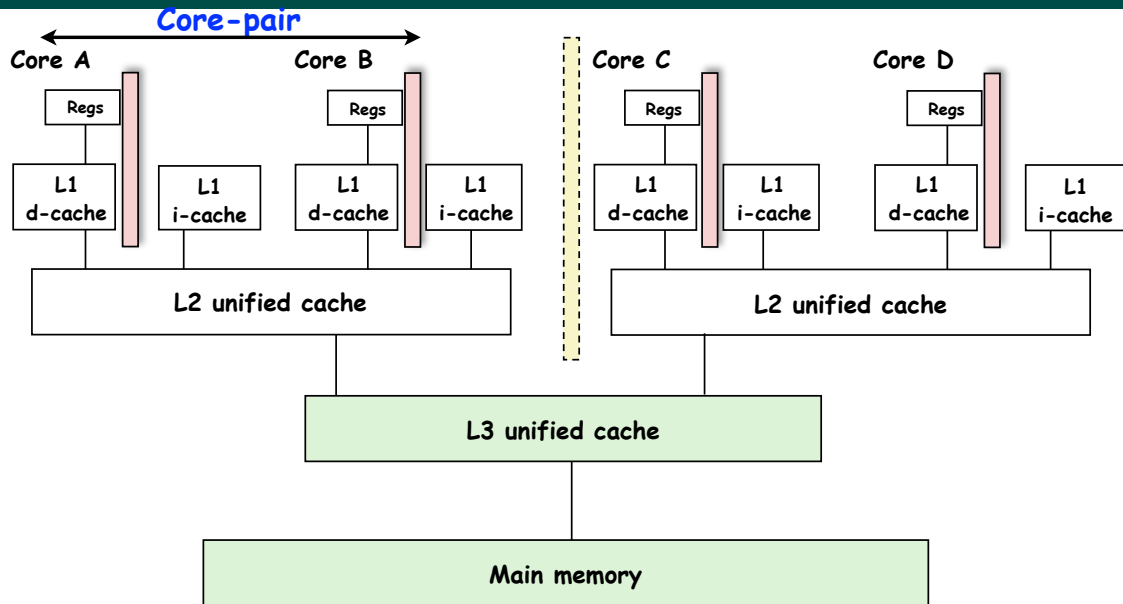 Core-pair
Core A
Core B
Core C
Core D
Regs
Regs
Regs
Regs
L1
d-cache
L1
i-cache
L1
d-cache
L1
i-cache
L1
d-cache
L1
i-cache
L1
d-cache
L1
i-cache
L2 unified cache
L2 unified cache
L3 unified cache
Main memory